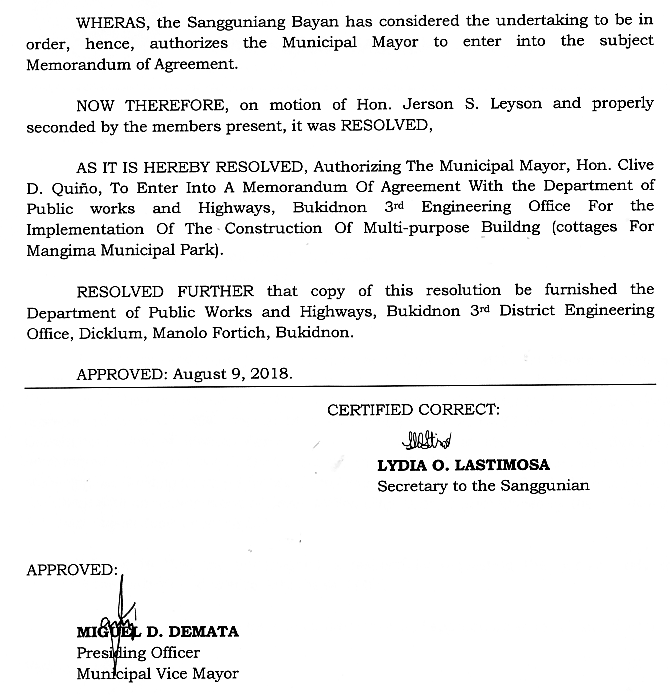 WHERAS, the Sangguniang Bayan has considered the undertaking to be in
order, hence, authorizes the Municipal Mayor to enter into the subject
Memorandum of Agreement.
NOW THEREFORE, on motion of Hon. Jerson S. Leyson and properly
seconded by the members present, it was RESOLVED,
AS IT IS HEREBY RESOLVED, Authorizing The Municipal Mayor, Hon. Clive
D. Quiño, To Enter Into A Memorandum Of Agreement With the Department of
Public works and Highways, Bukidnon 3rd Engineering Office For the
Implementation Of The Construction Of Multi-purpose Buildng (cottages For
Mangima Municipal Park).
RESOLVED FURTHER that copy of this resolution be furnished the
Department of Public Works and Highways, Bukidnon 3rd District Engineering
Office, Dicklum, Manolo Fortich, Bukidnon.
APPROVED: August 9, 2018.
CERTIFIED CORRECT:
LYDIA O. LASTIMOSA
Secretary to the Sanggunian
APPROVED:
MIGUEL D. DEMATA
Presiding Officer
Municipal Vice Mayor